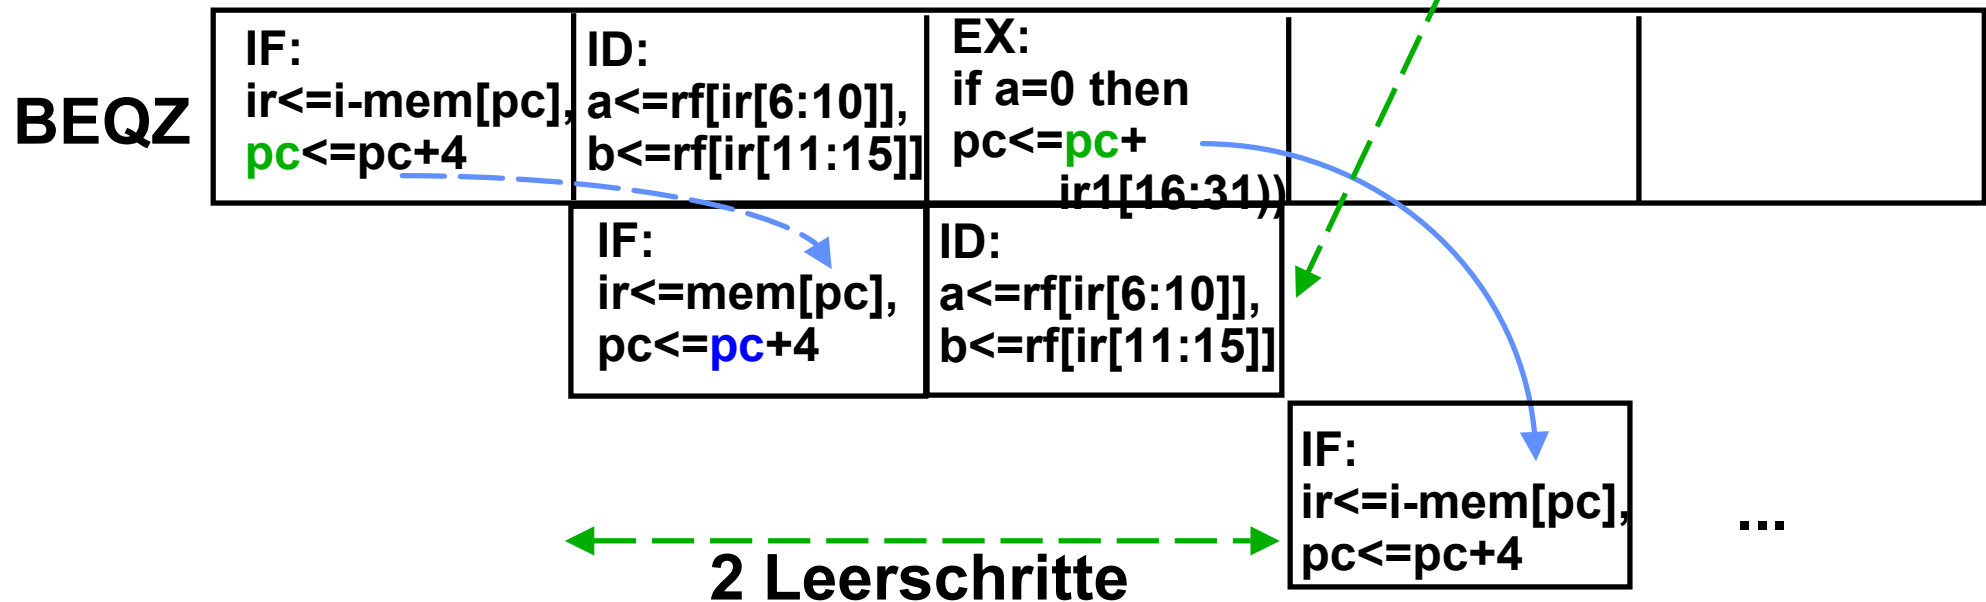 BEQZ
IF:
ir<=i-mem[pc],
pc<=pc+4
ID:
a<=rf[ir[6:10]],
b<=rf[ir[11:15]]
EX:
if a=0 then
pc<=pc+
ir1[16:31))
IF:
ir<=mem[pc],
pc<=pc+4
ID:
a<=rf[ir[6:10]],
b<=rf[ir[11:15]]
IF:
ir<=i-mem[pc],
pc<=pc+4
...
2 Leerschritte